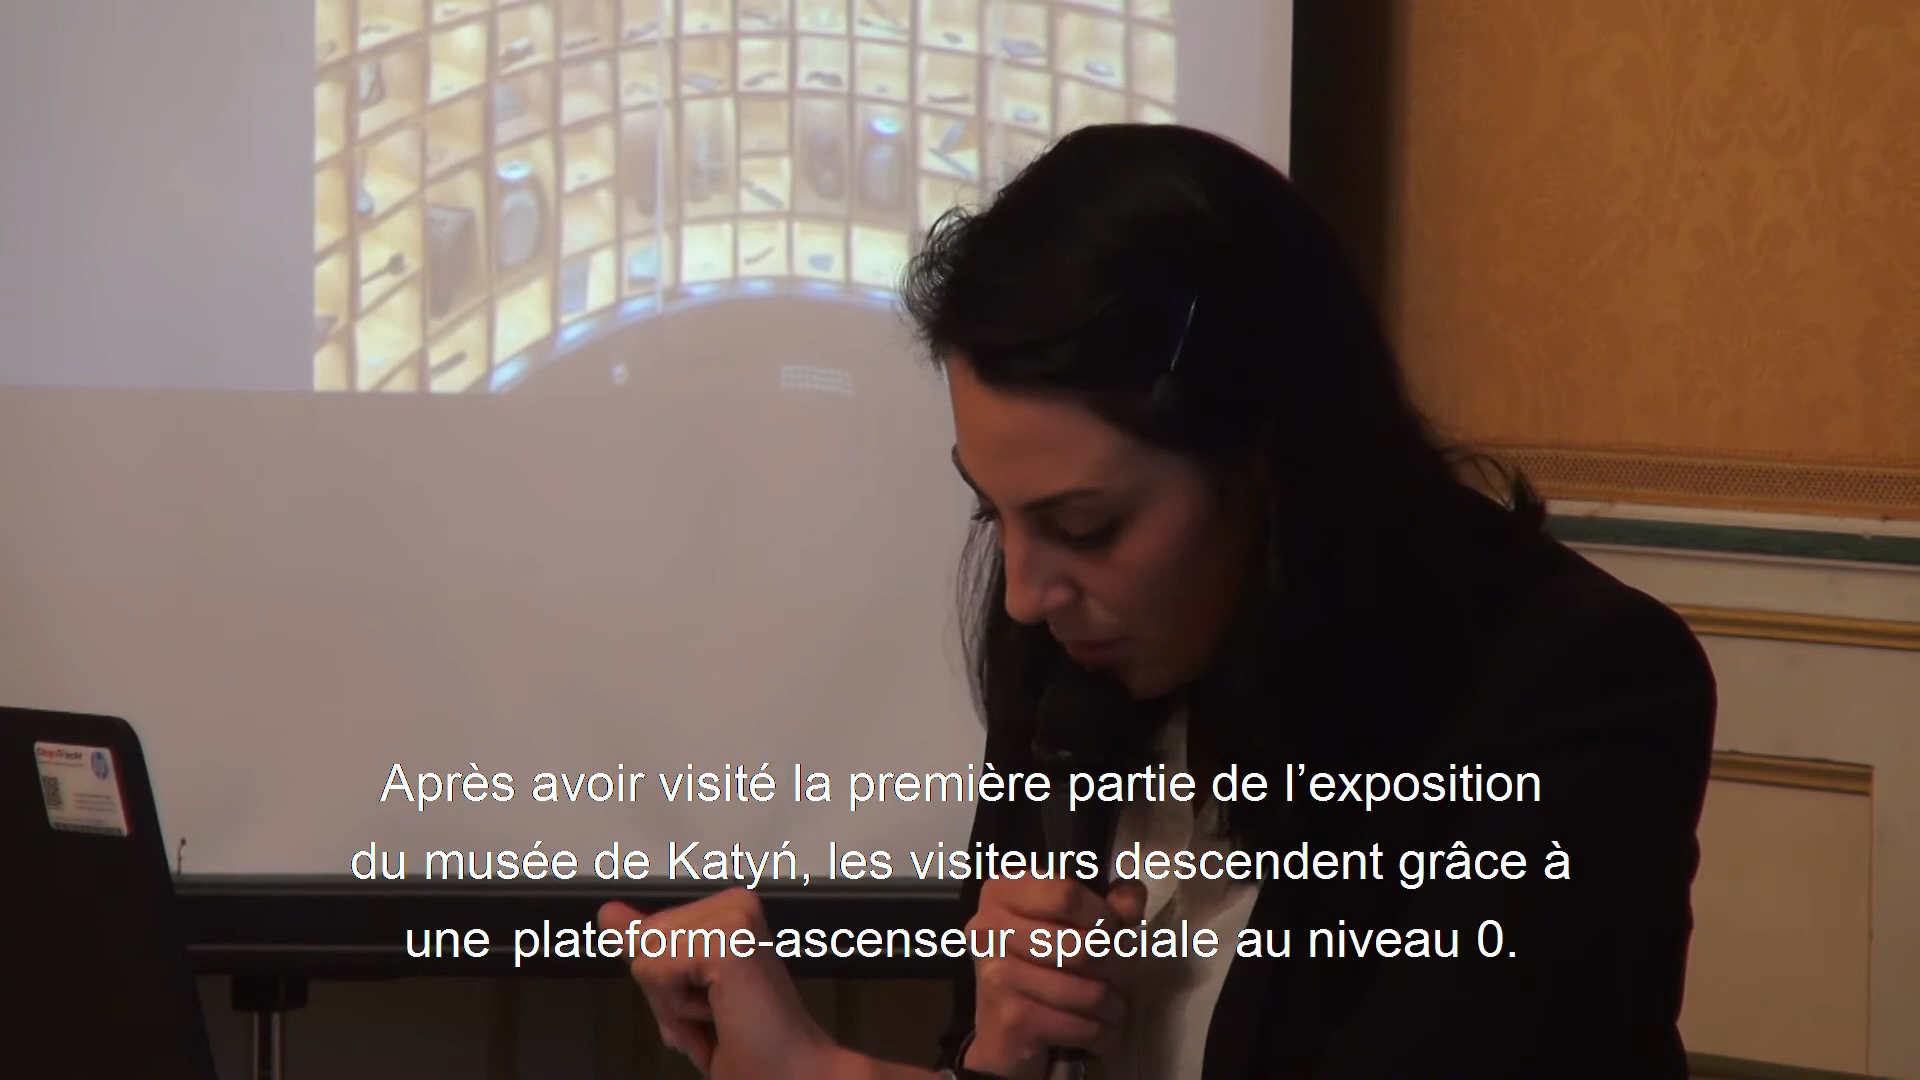 Après avoir visité la première partie de l’exposition
du musée de Katyń, les visiteurs descendent grâce à
une plateforme-ascenseur spéciale au niveau 0.